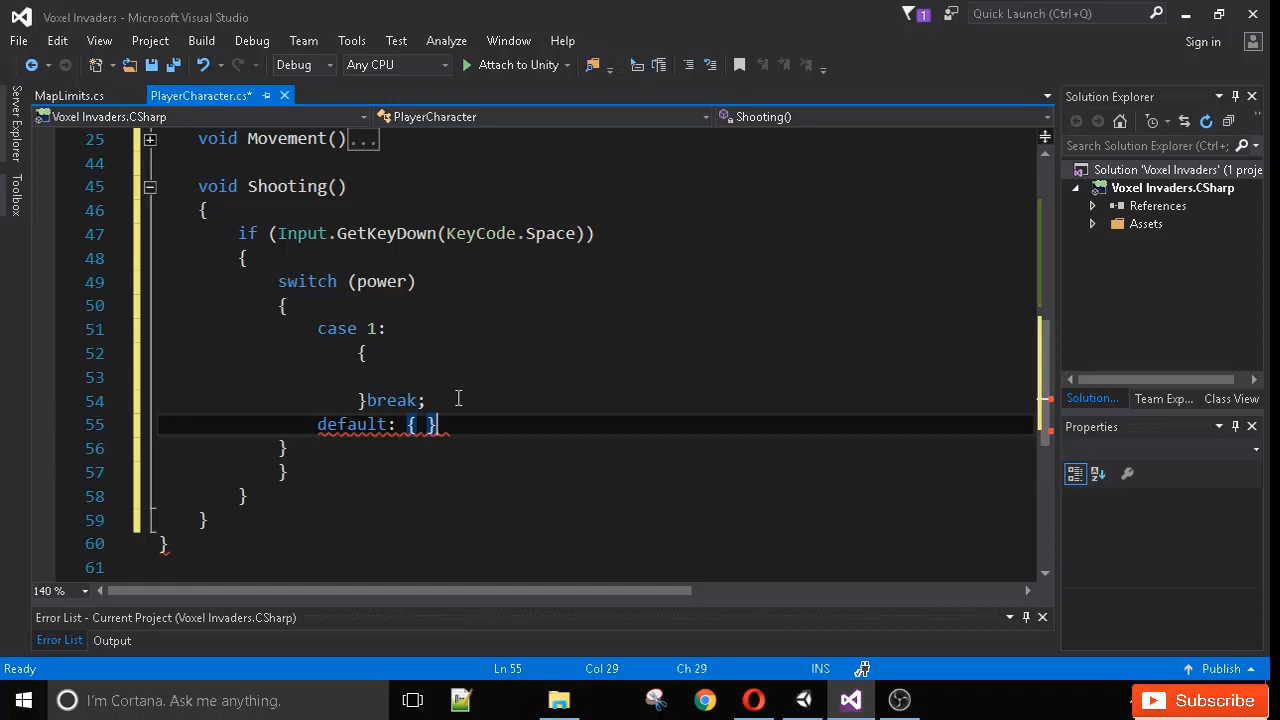 Voxel Invaders - Microsoft Visual Studio
1
Quick Launch (Ctrl+Q)
File Edit View Project Build Debug Team Tools Test Analyze Window Help
Sign in
Debug Any CPU Attach to Unity
Server Explorer
Toolbox
MapLimits.cs PlayerCharacter.cs*
Voxel Invaders.CSharp PlayerCharacter Shooting()
25 void Movement()...
44
45 void Shooting()
46 {
47 if (Input.GetKeyDown(KeyCode.Space))
48 {
49 switch (power)
50 {
51 case 1:
52 {
53
54 }break;
55 default: { }
56 }
57 }
58 }
59 }
60 }
61
140 %
Solution Explorer
Search Solution Explorer (Ctrl+;
Solution 'Voxel Invaders' (1 proje
Voxel Invaders.CSharp
References
Assets
Solution... Team Exp... Class View
Properties
Error List - Current Project (Voxel Invaders.CSharp)
Error List Output
Ready Ln 55 Col 29 Ch 29 INS Publish
I'm Cortana. Ask me anything.
Subscribe